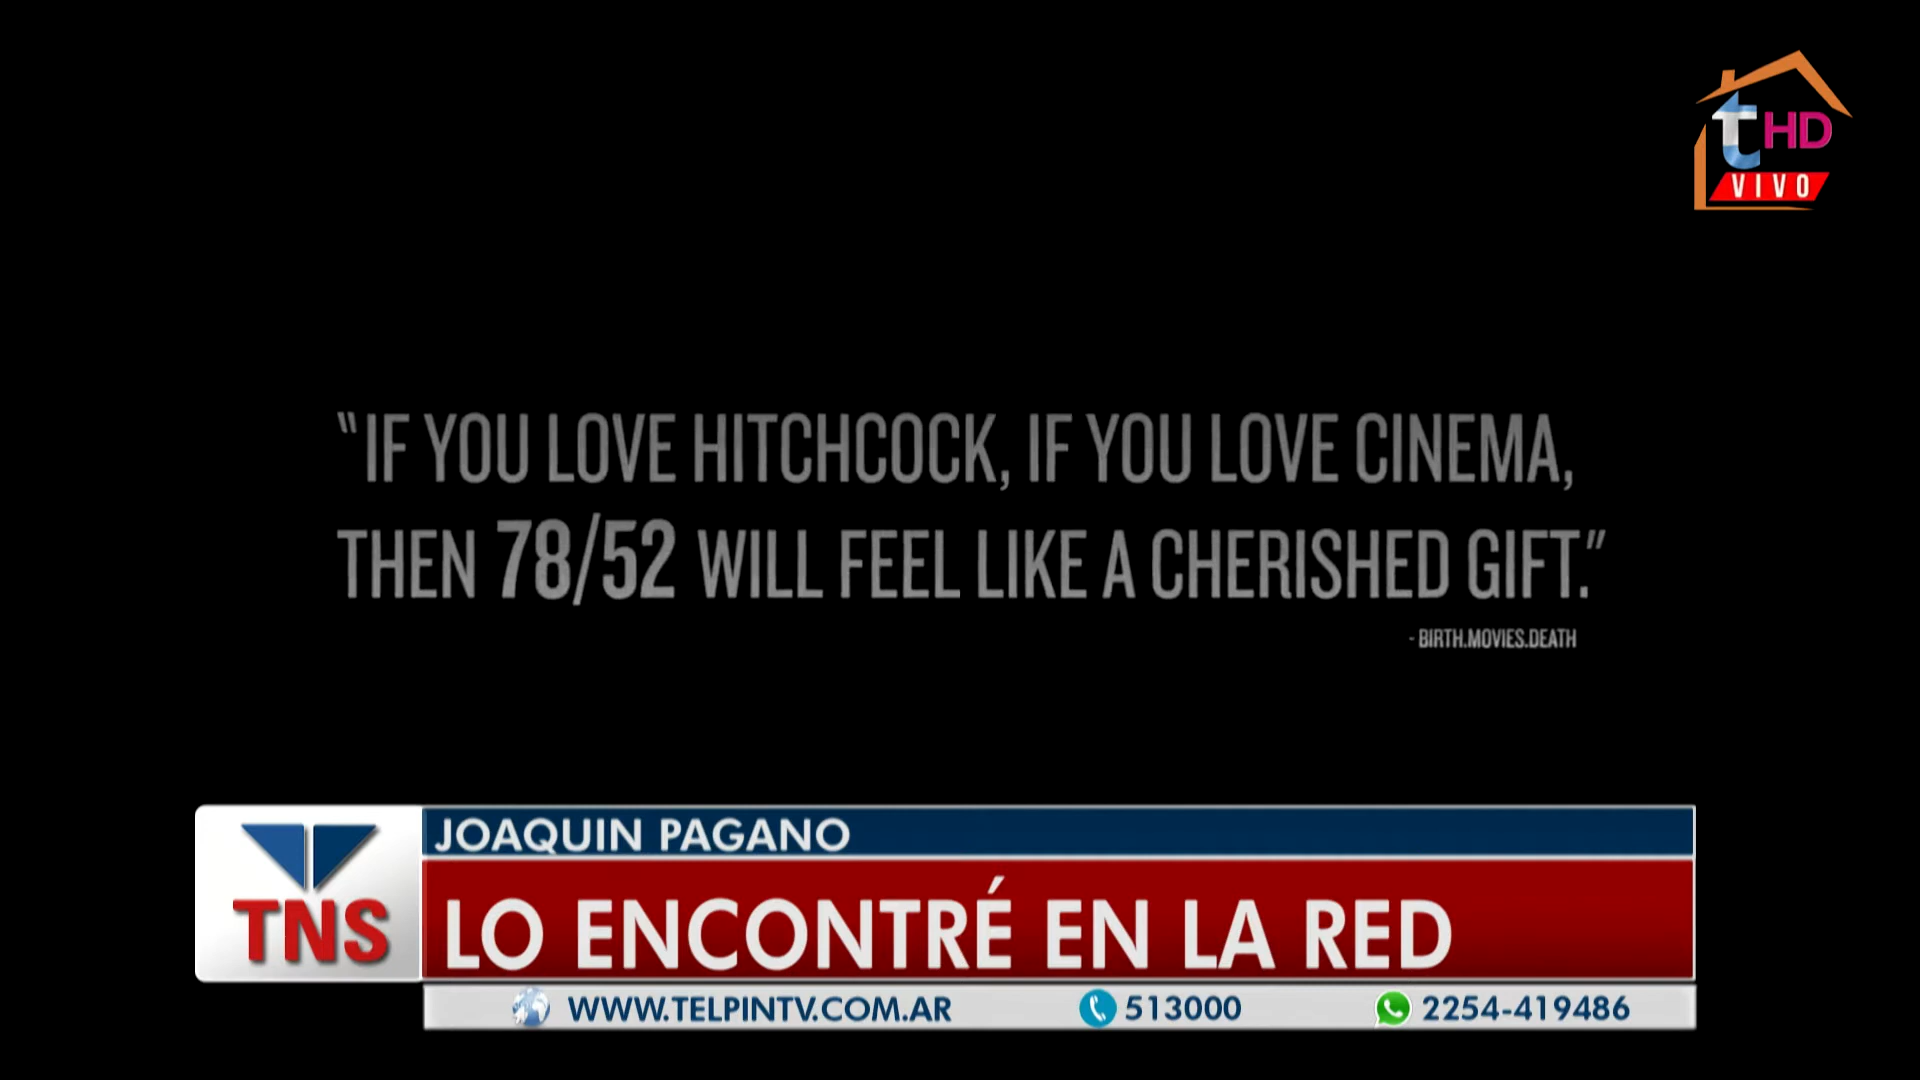 t HD
VIVO
“IF YOU LOVE HITCHCOCK, IF YOU LOVE CINEMA,
THEN 78/52 WILL FEEL LIKE A CHERISHED GIFT.”
- BIRTH.MOVIES.DEATH
JOAQUIN PAGANO
TNS
LO ENCONTRÉ EN LA RED
WWW.TELPINTV.COM.AR 513000 2254-419486